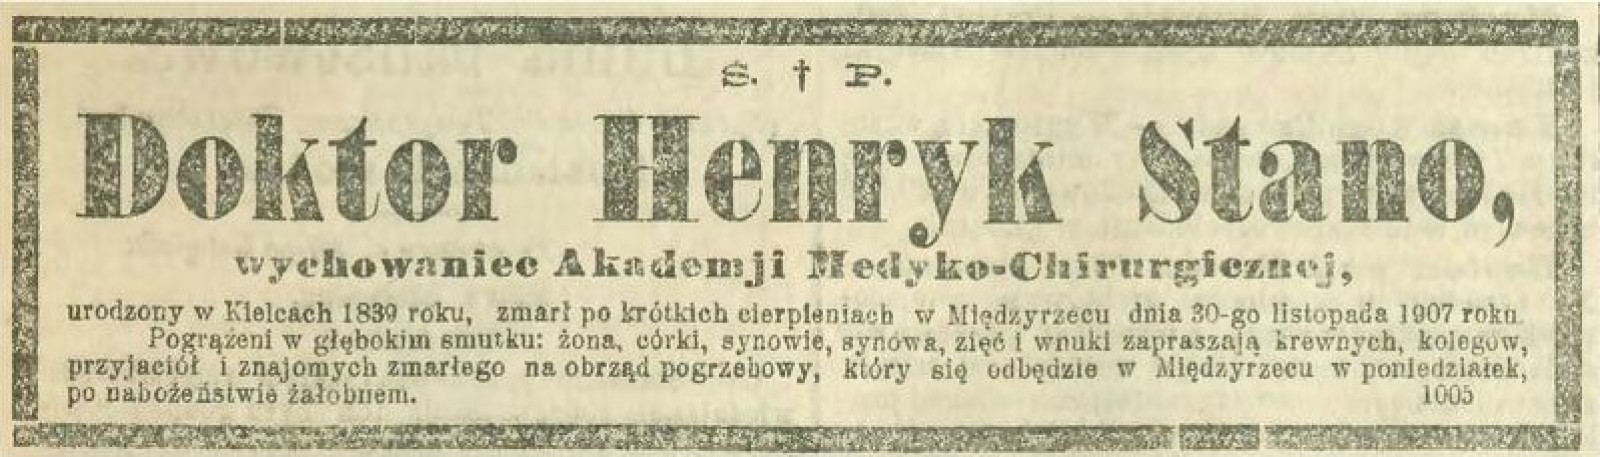 Ś. † P.
Doktor Henryk Stano,
wychowaniec Akademji Medyko-Chirurgicznej,
urodzony w Kielcach 1839 roku, zmarł po krótkich cierpieniach w Międzyrzecu dnia 30-go listopada 1907 roku.
Pogrążeni w głębokim smutku: żona, córki, synowie, synowa, zięć i wnuki zapraszają krewnych, kolegów,
przyjaciół i znajomych zmarłego na obrząd pogrzebowy, który się odbędzie w Międzyrzecu w poniedziałek,
po nabożeństwie żałobnem. 1005